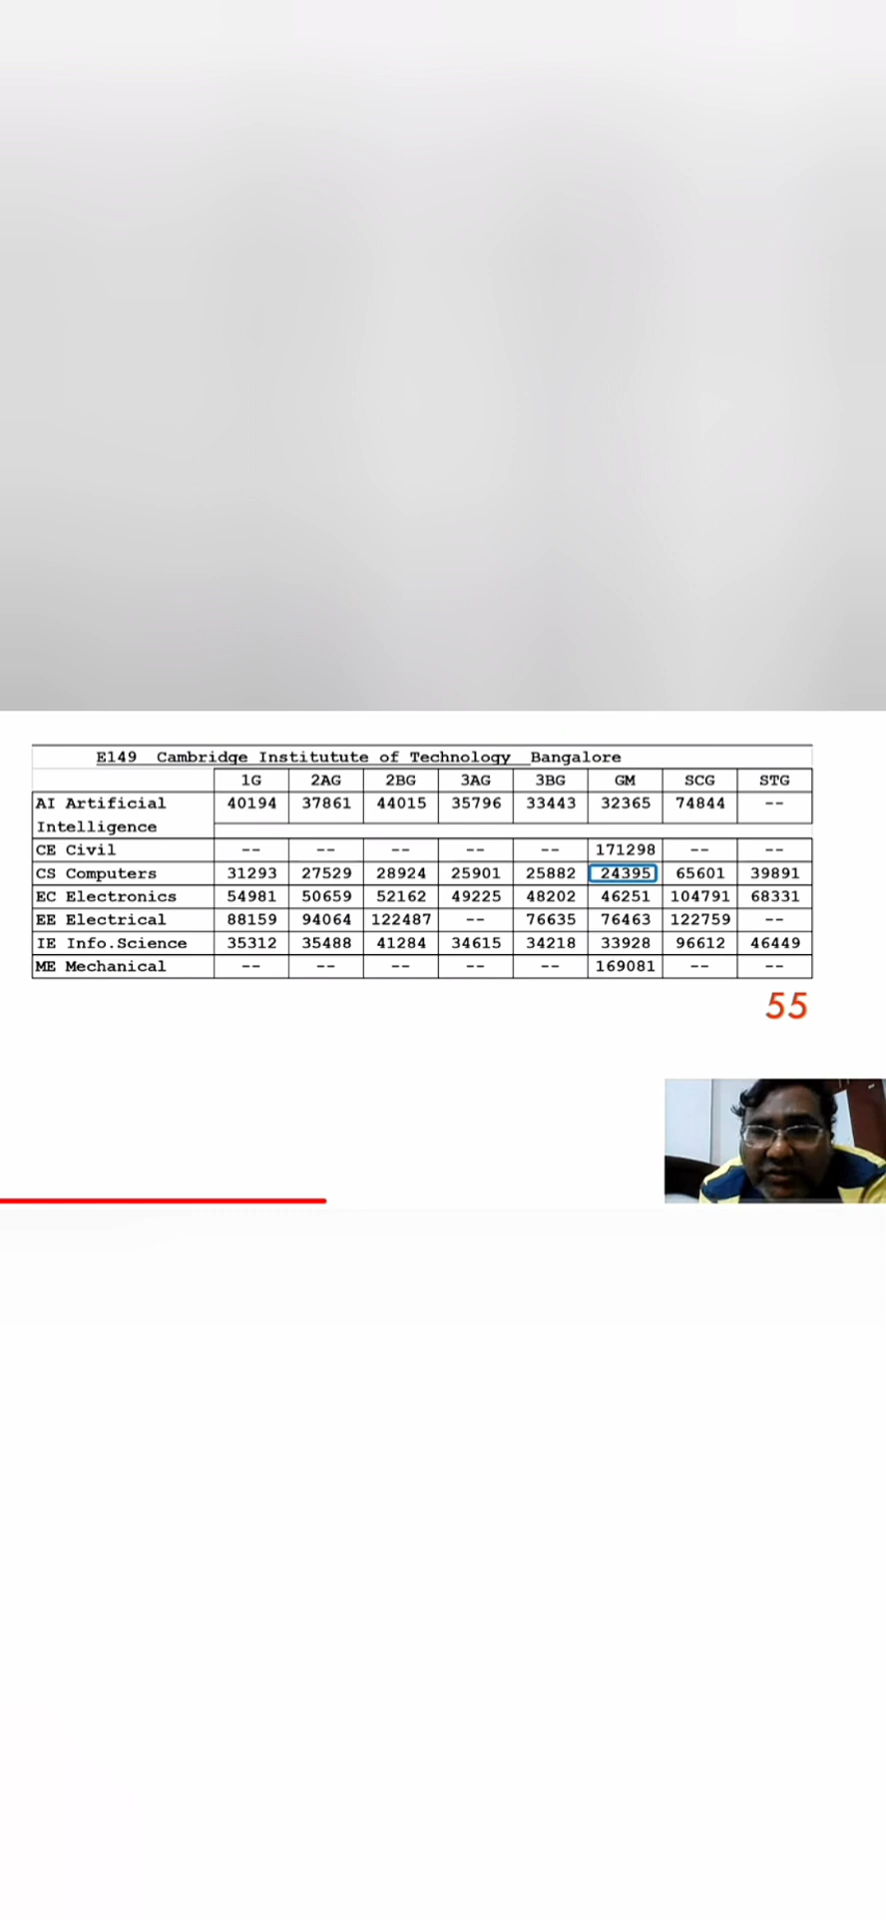 E149 Cambridge Institutute of Technology Bangalore
1G 2AG 2BG 3AG 3BG GM SCG STG
AI Artificial 40194 37861 44015 35796 33443 32365 74844 --
Intelligence
CE Civil -- -- -- -- -- 171298 -- --
CS Computers 31293 27529 28924 25901 25882 24395 65601 39891
EC Electronics 54981 50659 52162 49225 48202 46251 104791 68331
EE Electrical 88159 94064 122487 -- 76635 76463 122759 --
IE Info.Science 35312 35488 41284 34615 34218 33928 96612 46449
ME Mechanical -- -- -- -- -- 169081 -- --
55